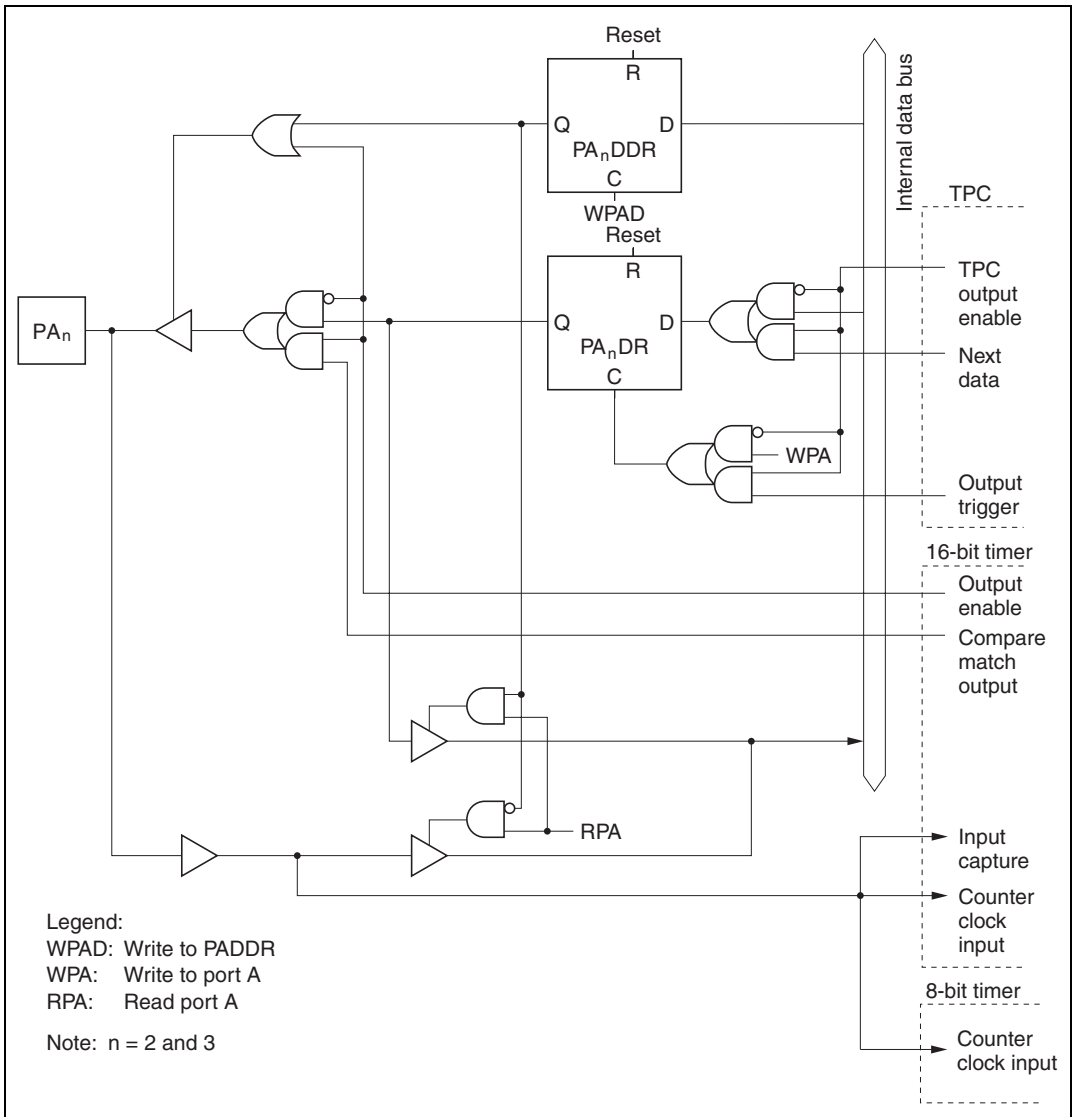 Reset
R
Q
D
PAnDDR
C
WPAD
Internal data bus
TPC
Reset
R
Q
D
PAnDR
C
TPC
output
enable
Next
data
PAn
WPA
Output
trigger
16-bit timer
Output
enable
Compare
match
output
RPA
Input
capture
Counter
clock
input
8-bit timer
Counter
clock input
Legend:
WPAD: Write to PADDR
WPA: Write to port A
RPA: Read port A
Note: n = 2 and 3